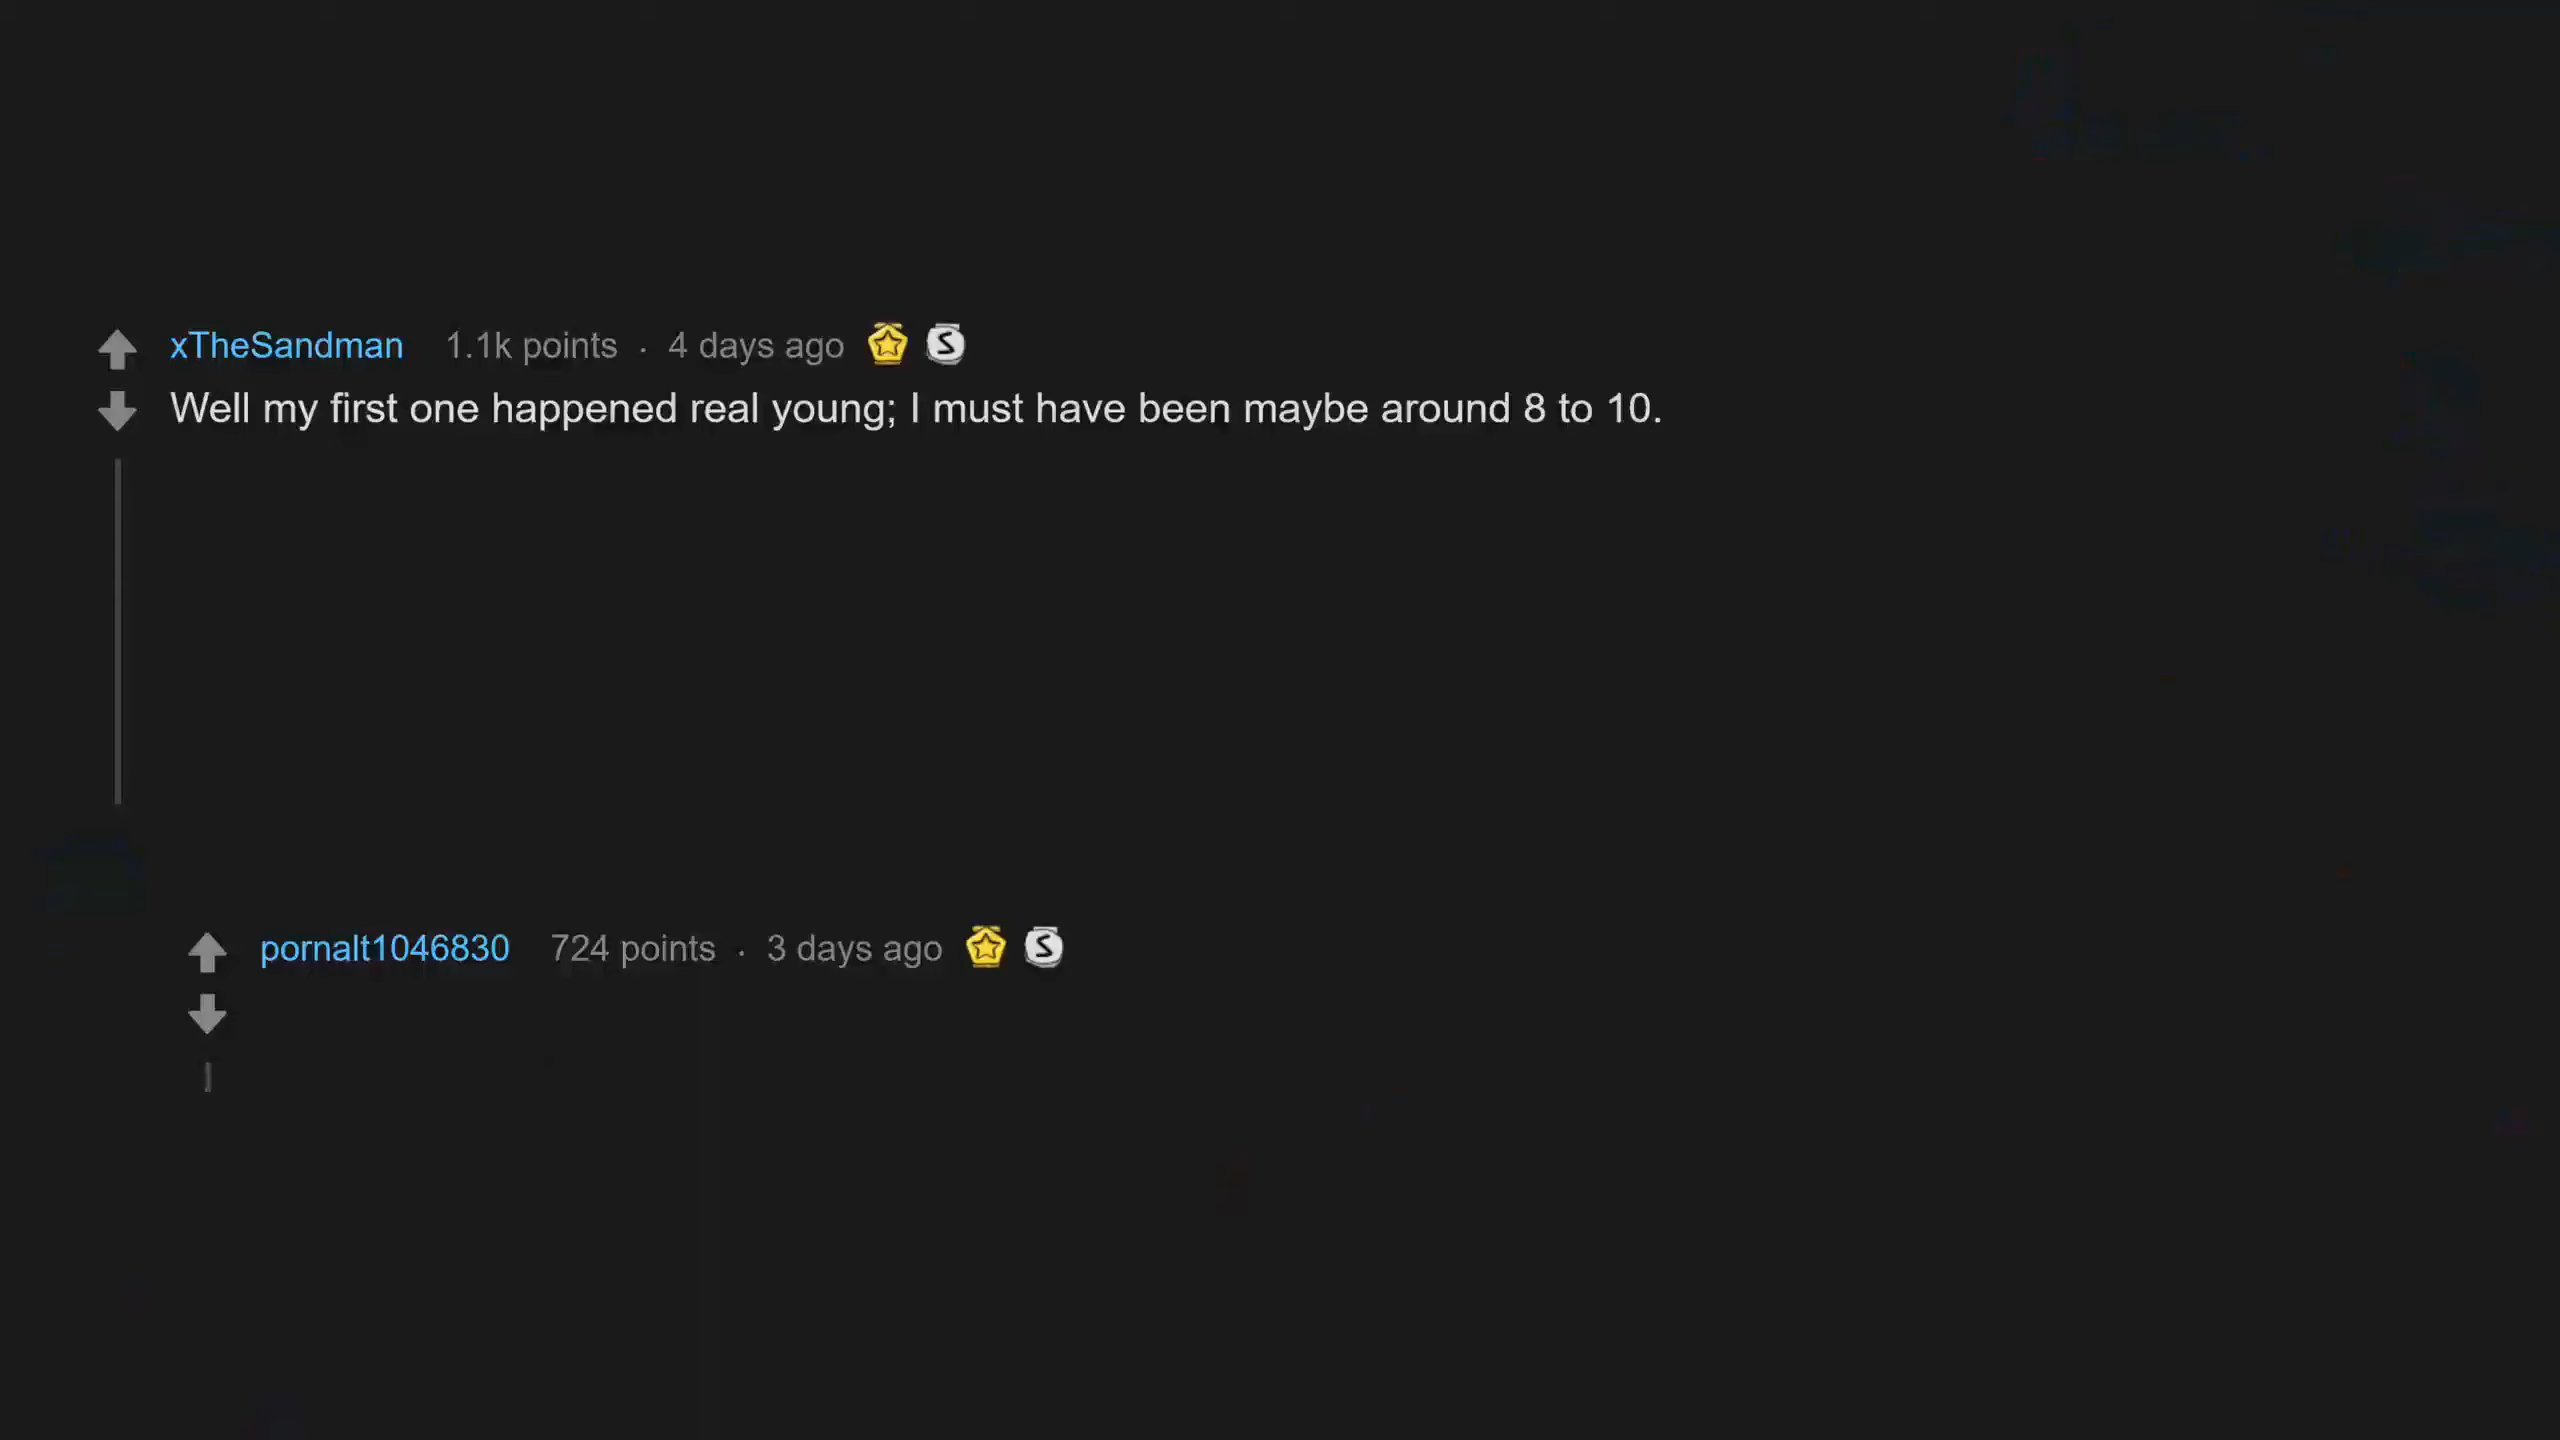 xTheSandman 1.1k points · 4 days ago S
Well my first one happened real young; I must have been maybe around 8 to 10.
pornalt1046830 724 points · 3 days ago S